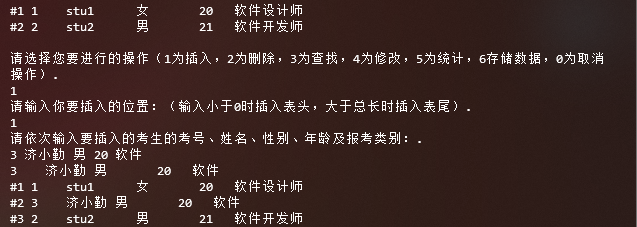 #1 1 stu1 女 20 软件设计师
#2 2 stu2 男 21 软件开发师
请选择您要进行的操作（1为插入，2为删除，3为查找，4为修改，5为统计，6存储数据，0为取消
操作）.
1
请输入你要插入的位置：（输入小于0时插入表头，大于总长时插入表尾）.
1
请依次输入要插入的考生的考号、姓名、性别、年龄及报考类别：.
3 济小勤 男 20 软件
3 济小勤 男 20 软件
#1 1 stu1 女 20 软件设计师
#2 3 济小勤 男 20 软件
#3 2 stu2 男 21 软件开发师